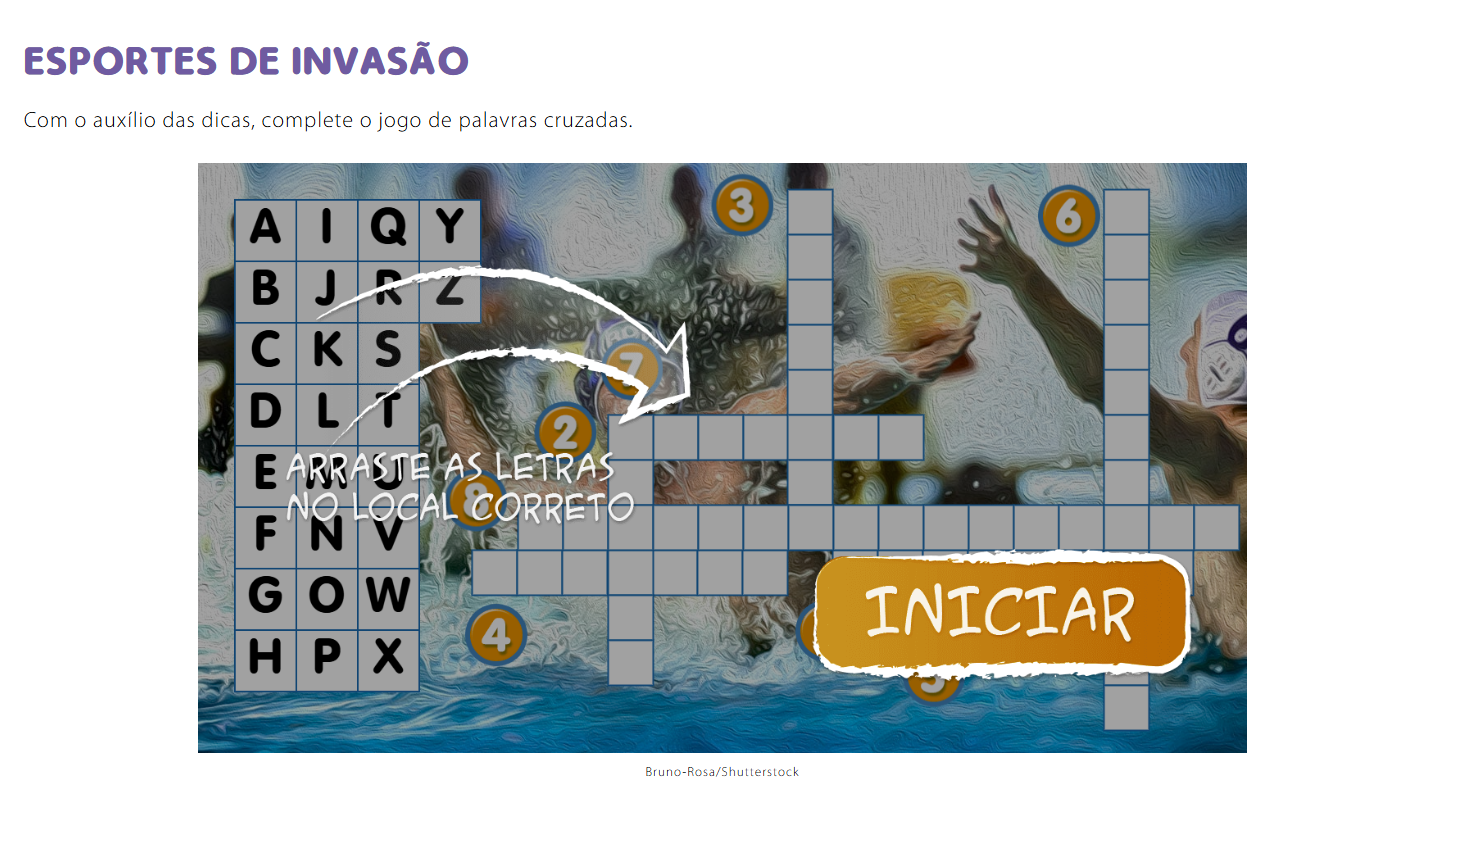 ESPORTES DE INVASÃO
Com o auxílio das dicas, complete o jogo de palavras cruzadas.
3
6
A I Q Y
B J R Z
C K S
7
D L T
2
E M U
ARRASTE AS LETRAS
8
NO LOCAL CORRETO
F N V
G O W
INICIAR
4
H P X
Bruno-Rosa/Shutterstock